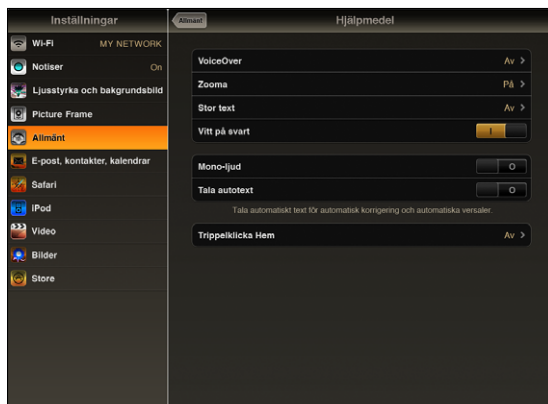 Inställningar
Wi-Fi MY NETWORK
Notiser On
Ljusstyrka och bakgrundsbild
Picture Frame
Allmänt
E-post, kontakter, kalendrar
Safari
iPod
Video
Bilder
Store
Allmänt
Hjälpmedel
VoiceOver Av
Zooma På
Stor text Av
Vitt på svart I
Mono-ljud O
Tala autotext O
Tala automatiskt text för automatisk korrigering och automatiska versaler.
Trippelklicka Hem Av